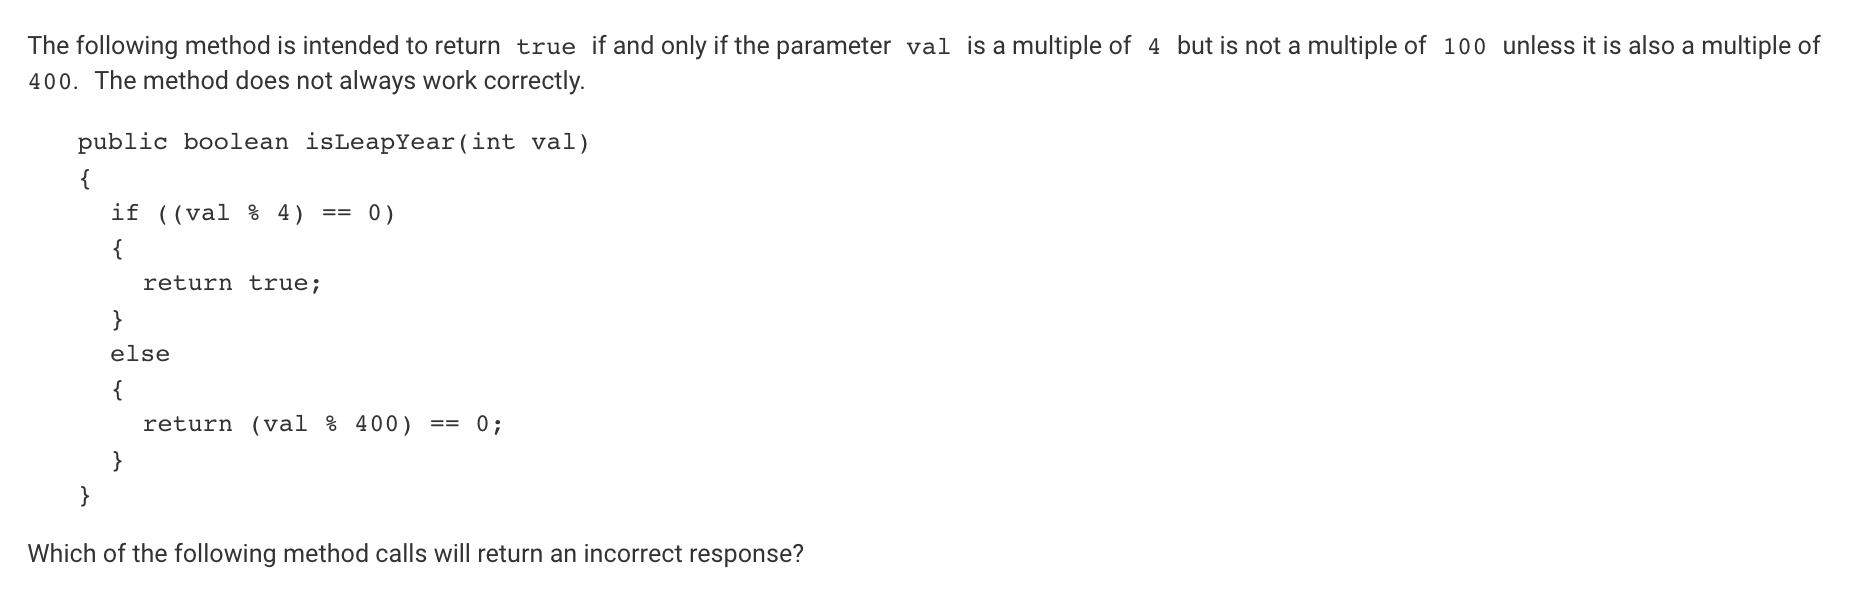 The following method is intended to return true if and only if the parameter val is a multiple of 4 but is not a multiple of 100 unless it is also a multiple of
400. The method does not always work correctly.
public boolean isLeapYear(int val)
{
if ((val % 4) == 0)
{
return true;
}
else
{
return (val % 400) == 0;
}
}
Which of the following method calls will return an incorrect response?